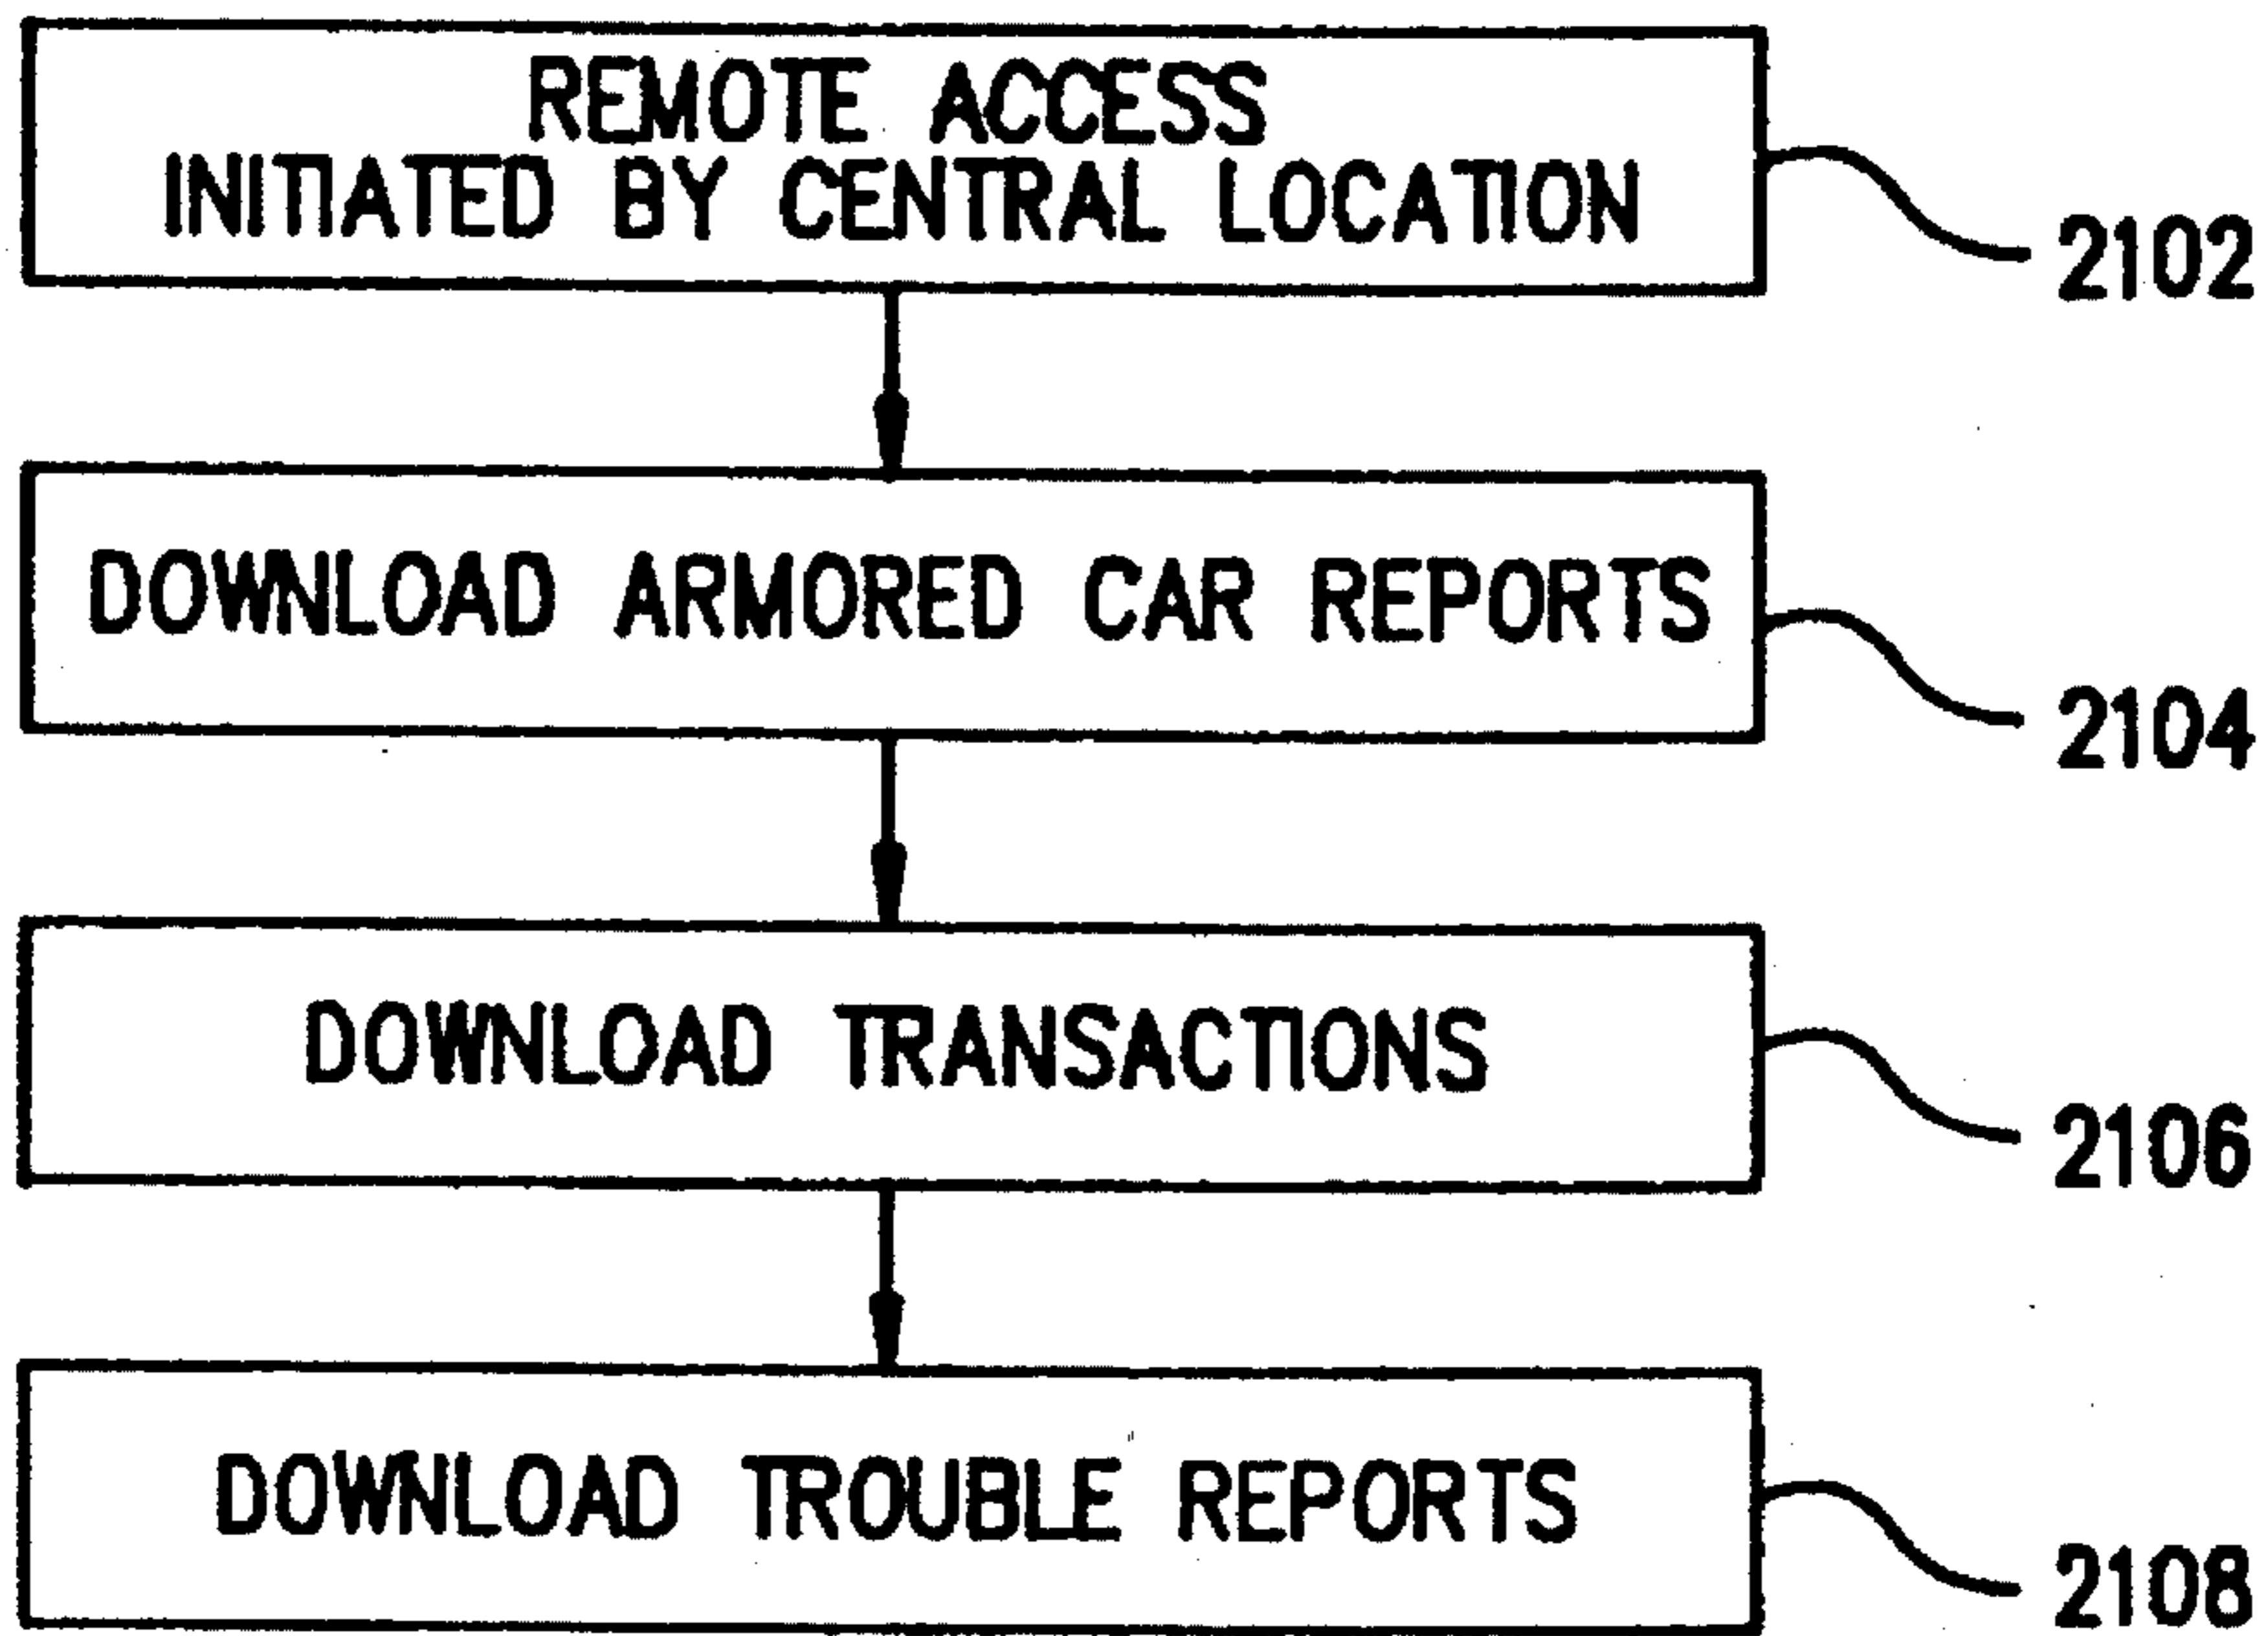 REMOTE ACCESS
INITIATED BY CENTRAL LOCATION
2102
DOWNLOAD ARMORED CAR REPORTS
2104
DOWNLOAD TRANSACTIONS
2106
DOWNLOAD TROUBLE REPORTS
2108